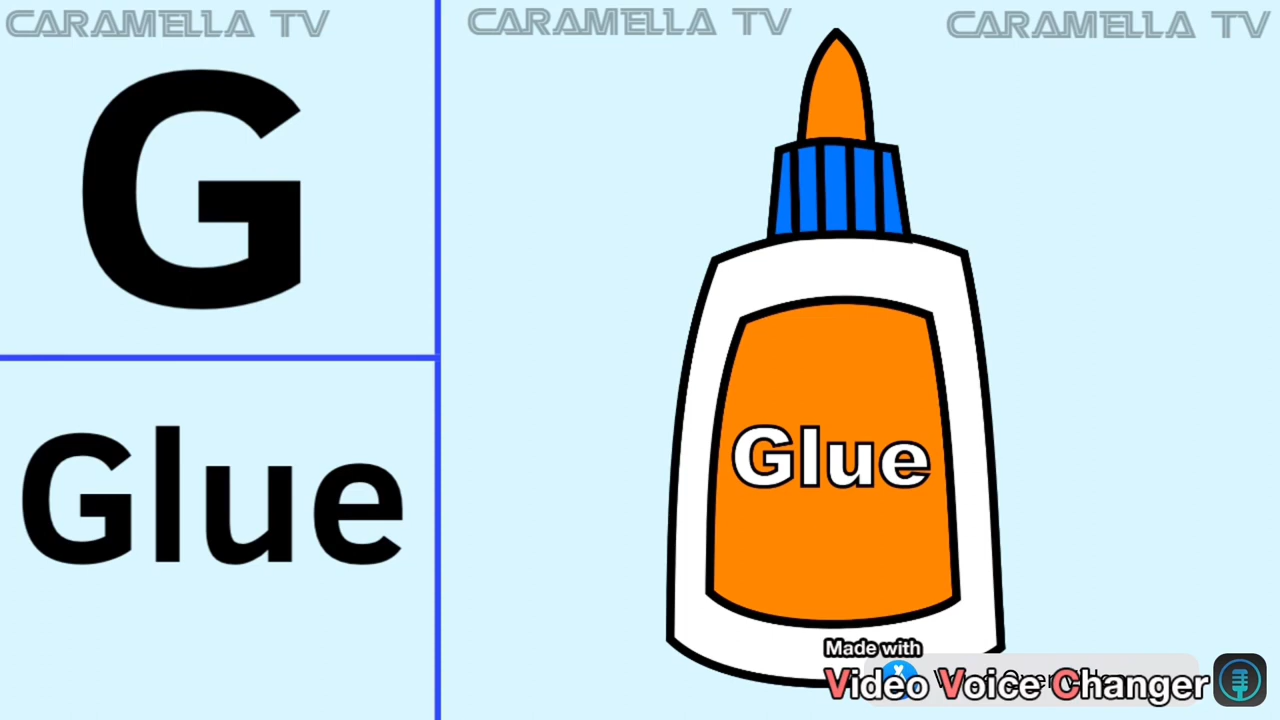 CARAMELLA TV
CARAMELLA TV
CARAMELLA TV
G
Glue
Glue
Made with
Video Voice Changer